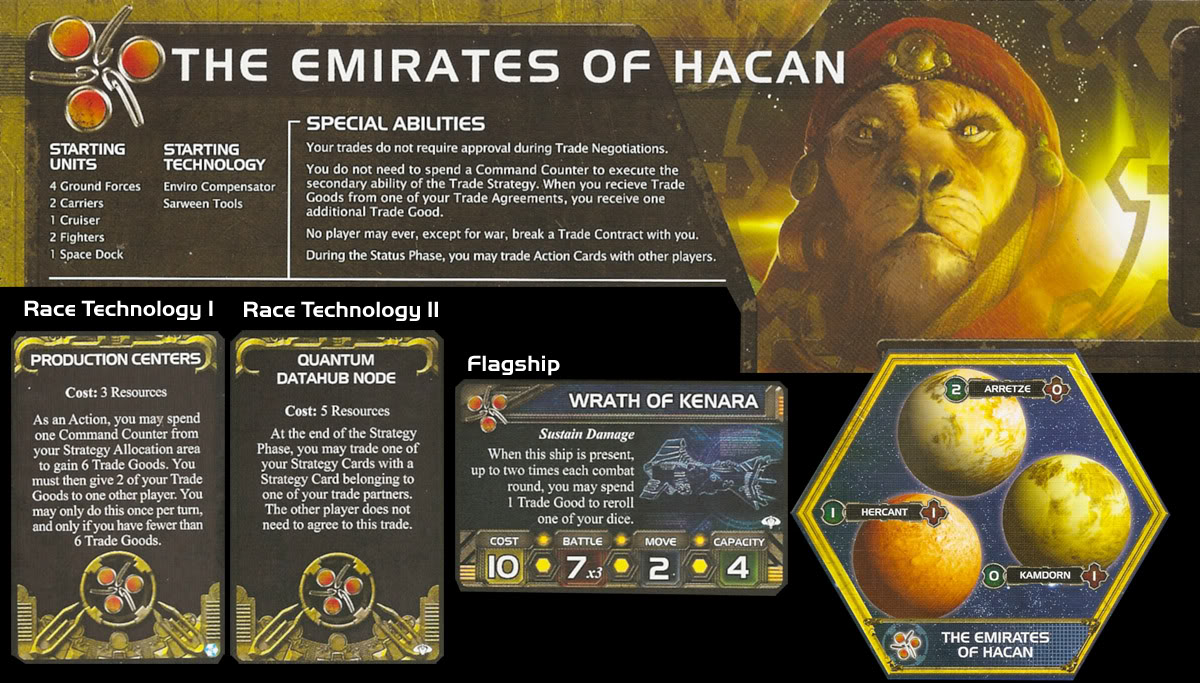 THE EMIRATES OF HACAN
STARTING
UNITS
4 Ground Forces
2 Carriers
1 Cruiser
2 Fighters
1 Space Dock
STARTING
TECHNOLOGY
Enviro Compensator
Sarween Tools
SPECIAL ABILITIES
Your trades do not require approval during Trade Negotiations.
You do not need to spend a Command Counter to execute the
secondary ability of the Trade Strategy. When you recieve Trade
Goods from one of your Trade Agreements, you receive one
additional Trade Good.
No player may ever, except for war, break a Trade Contract with you.
During the Status Phase, you may trade Action Cards with other players.
Race Technology I
PRODUCTION CENTERS
Cost: 3 Resources
As an Action, you may spend
one Command Counter from
your Strategy Allocation area
to gain 6 Trade Goods. You
must then give 2 of your Trade
Goods to one other player. You
may only do this once per turn,
and only if you have fewer than
6 Trade Goods.
Race Technology II
QUANTUM
DATAHUB NODE
Cost: 5 Resources
At the end of the Strategy
Phase, you may trade one of
your Strategy Cards with a
Strategy Card belonging to
one of your trade partners.
The other player does not
need to agree to this trade.
Flagship
WRATH OF KENARA
Sustain Damage
When this ship is present,
up to two times each combat
round, you may spend
1 Trade Good to reroll
one of your dice.
COST BATTLE MOVE CAPACITY
10 7x3 2 4
2 ARRETZE 0
1 HERCANT 1
0 KAMDORN 1
THE EMIRATES
OF HACAN